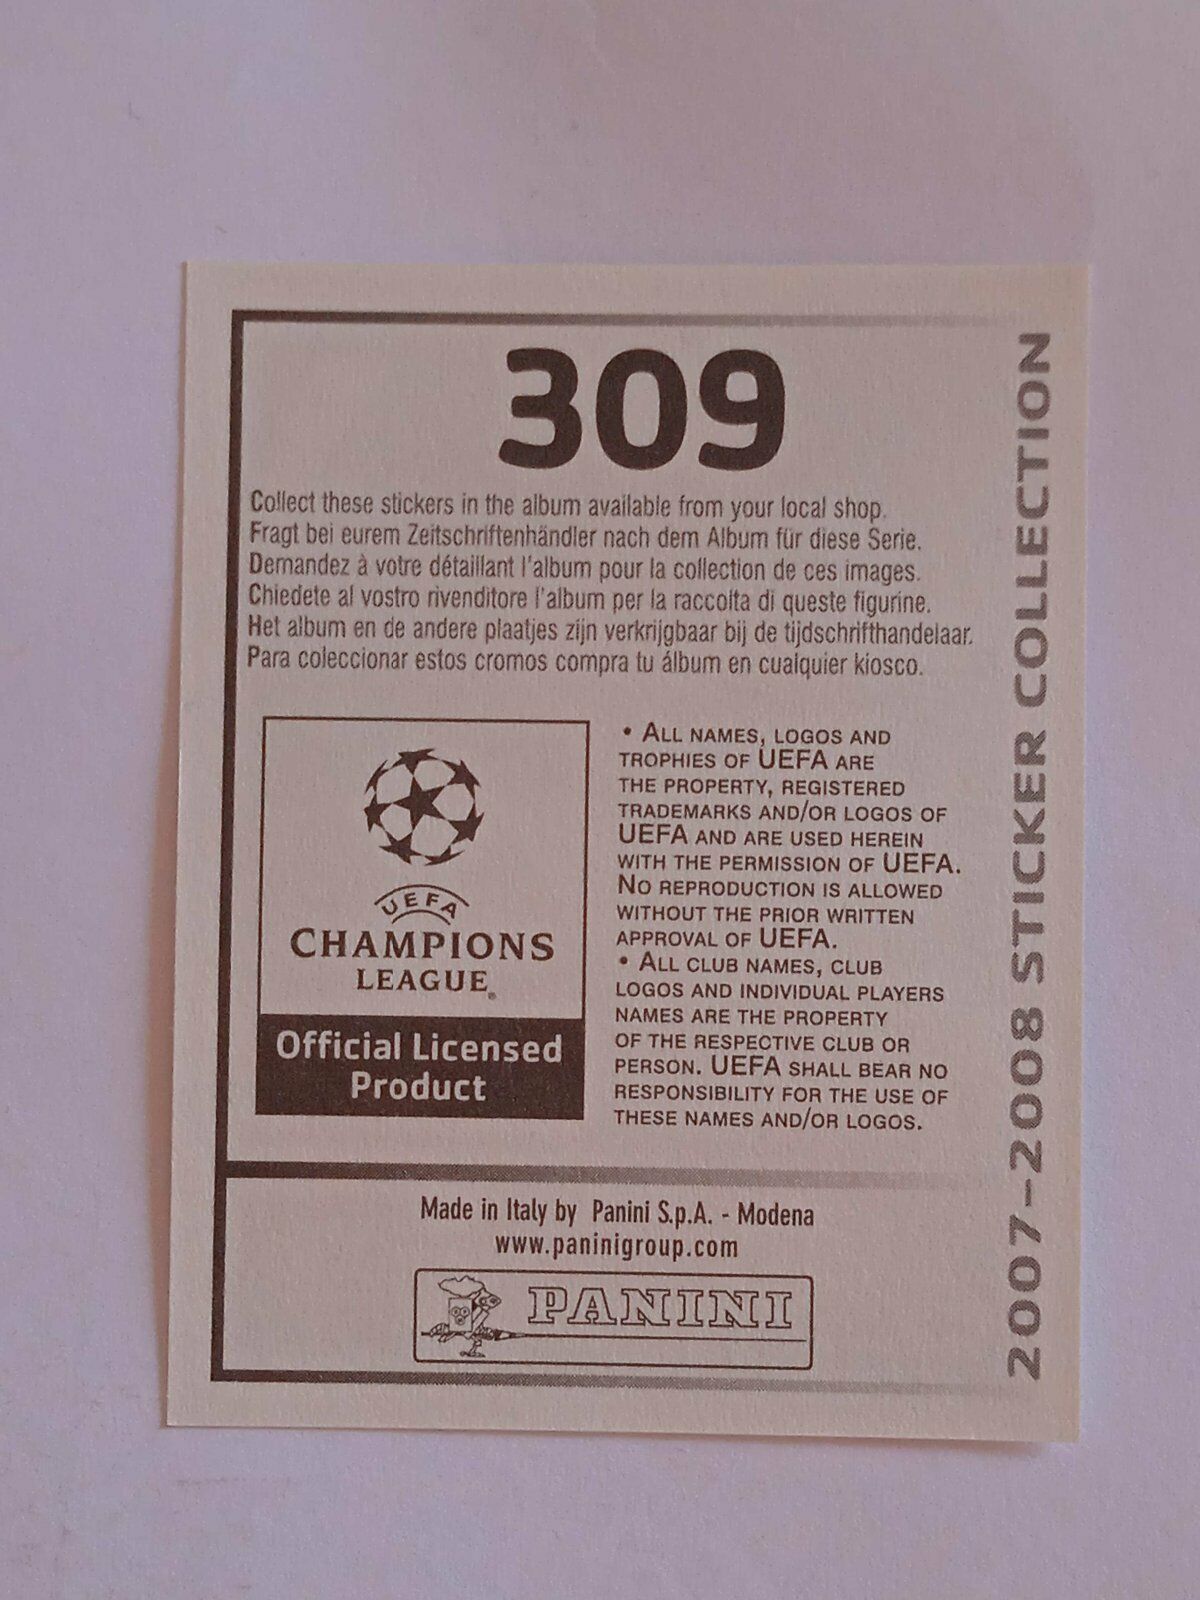 309
Collect these stickers in the album available from your local shop.
Fragt bei eurem Zeitschriftenhändler nach dem Album für diese Serie.
Demandez à votre détaillant l'album pour la collection de ces images.
Chiedete al vostro rivenditore l'album per la raccolta di queste figurine.
Het album en de andere plaatjes zijn verkrijgbaar bij de tijdschrifthandelaar.
Para coleccionar estos cromos compra tu álbum en cualquier kiosco.
UEFA
CHAMPIONS
LEAGUE®
Official Licensed
Product
• ALL NAMES, LOGOS AND
TROPHIES OF UEFA ARE
THE PROPERTY, REGISTERED
TRADEMARKS AND/OR LOGOS OF
UEFA AND ARE USED HEREIN
WITH THE PERMISSION OF UEFA.
NO REPRODUCTION IS ALLOWED
WITHOUT THE PRIOR WRITTEN
APPROVAL OF UEFA.
• ALL CLUB NAMES, CLUB
LOGOS AND INDIVIDUAL PLAYERS
NAMES ARE THE PROPERTY
OF THE RESPECTIVE CLUB OR
PERSON. UEFA SHALL BEAR NO
RESPONSIBILITY FOR THE USE OF
THESE NAMES AND/OR LOGOS.
Made in Italy by Panini S.p.A. - Modena
www.paninigroup.com
PANINI
2007-2008 STICKER COLLECTION